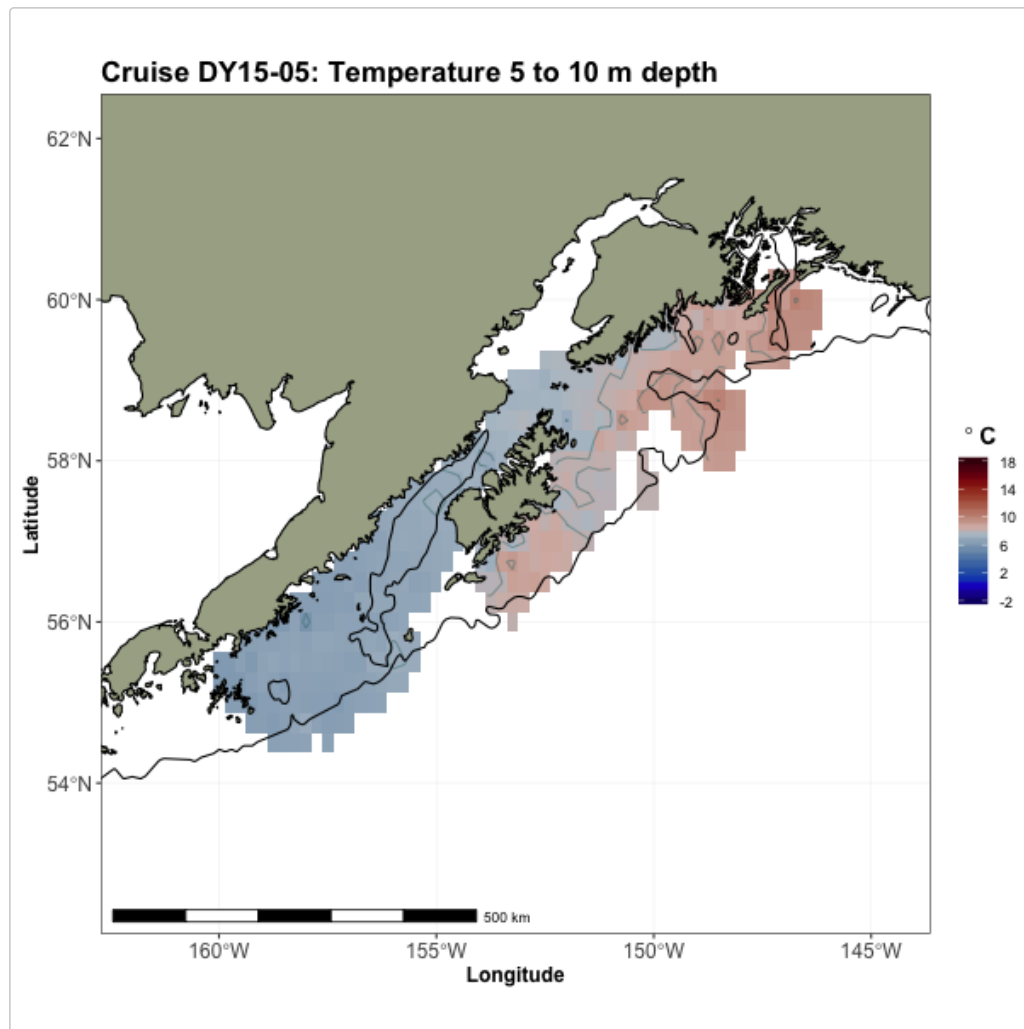 Cruise DY15-05: Temperature 5 to 10 m depth
62°N
60°N
58°N
56°N
54°N
Latitude
° C
18
14
10
6
2
-2
500 km
160°W
155°W
150°W
145°W
Longitude